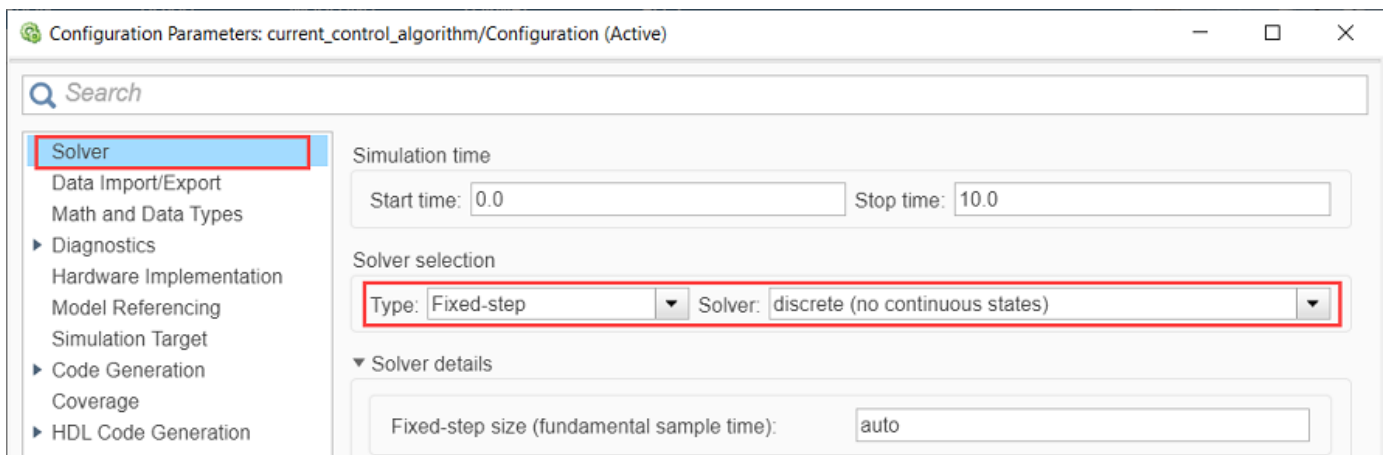 Configuration Parameters: current_control_algorithm/Configuration (Active)
Search
Solver
Data Import/Export
Math and Data Types
Diagnostics
Hardware Implementation
Model Referencing
Simulation Target
Code Generation
Coverage
HDL Code Generation
Simulation time
Start time: 0.0 Stop time: 10.0
Solver selection
Type: Fixed-step Solver: discrete (no continuous states)
Solver details
Fixed-step size (fundamental sample time): auto